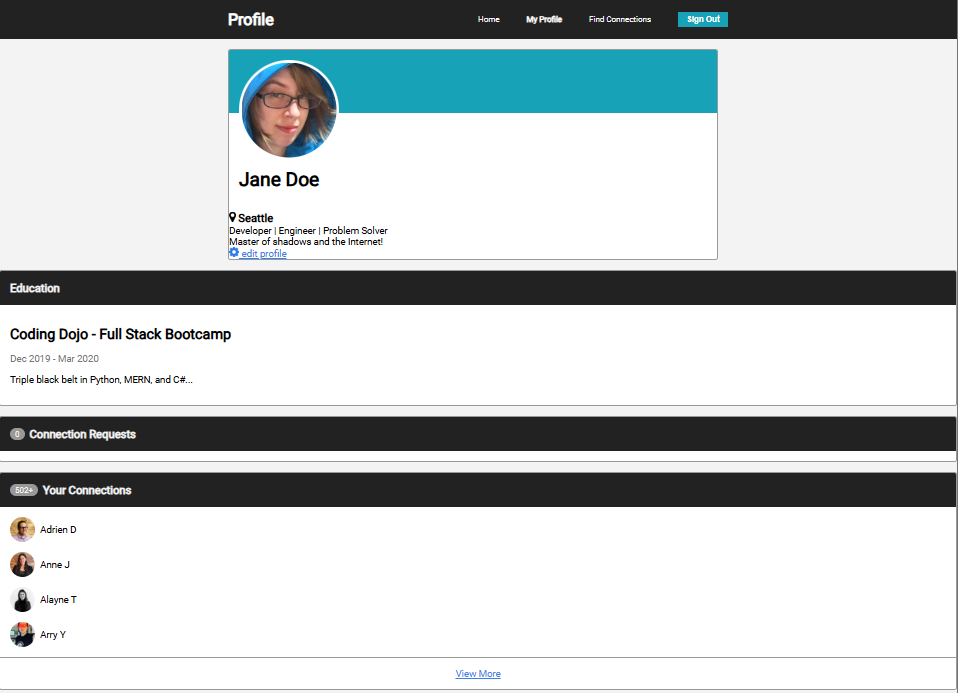 Profile
Home My Profile Find Connections Sign Out
Jane Doe
Seattle
Developer | Engineer | Problem Solver
Master of shadows and the Internet!
edit profile
Education
Coding Dojo - Full Stack Bootcamp
Dec 2019 - Mar 2020
Triple black belt in Python, MERN, and C#...
0 Connection Requests
502+ Your Connections
Adrien D
Anne J
Alayne T
Arry Y
View More